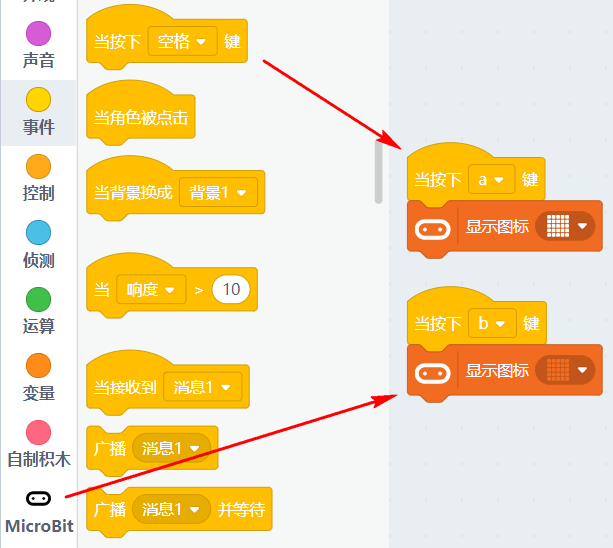 声音
事件
控制
侦测
运算
变量
自制积木
MicroBit
当按下 空格 键
当角色被点击
当背景换成 背景1
当 响度 > 10
当接收到 消息1
广播 消息1
广播 消息1 并等待
当按下 a 键
显示图标
当按下 b 键
显示图标